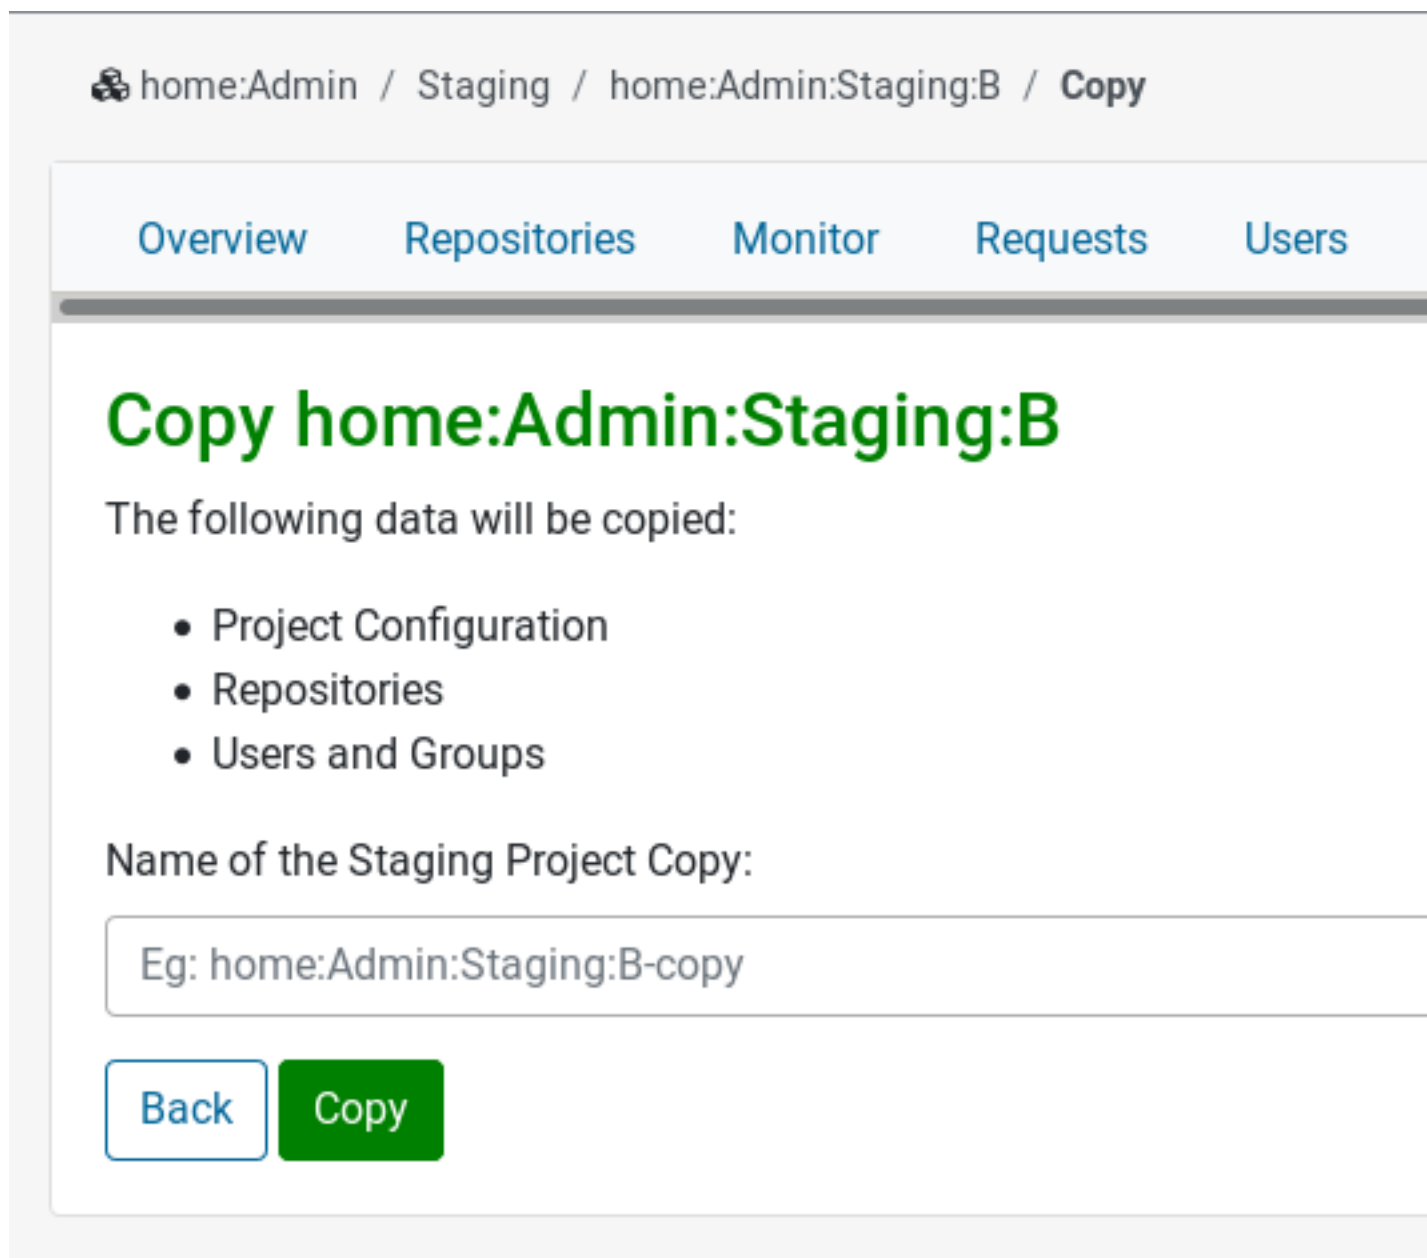 home:Admin / Staging / home:Admin:Staging:B / Copy
Overview Repositories Monitor Requests Users
Copy home:Admin:Staging:B
The following data will be copied:
Project Configuration
Repositories
Users and Groups
Name of the Staging Project Copy:
Eg: home:Admin:Staging:B-copy
Back Copy